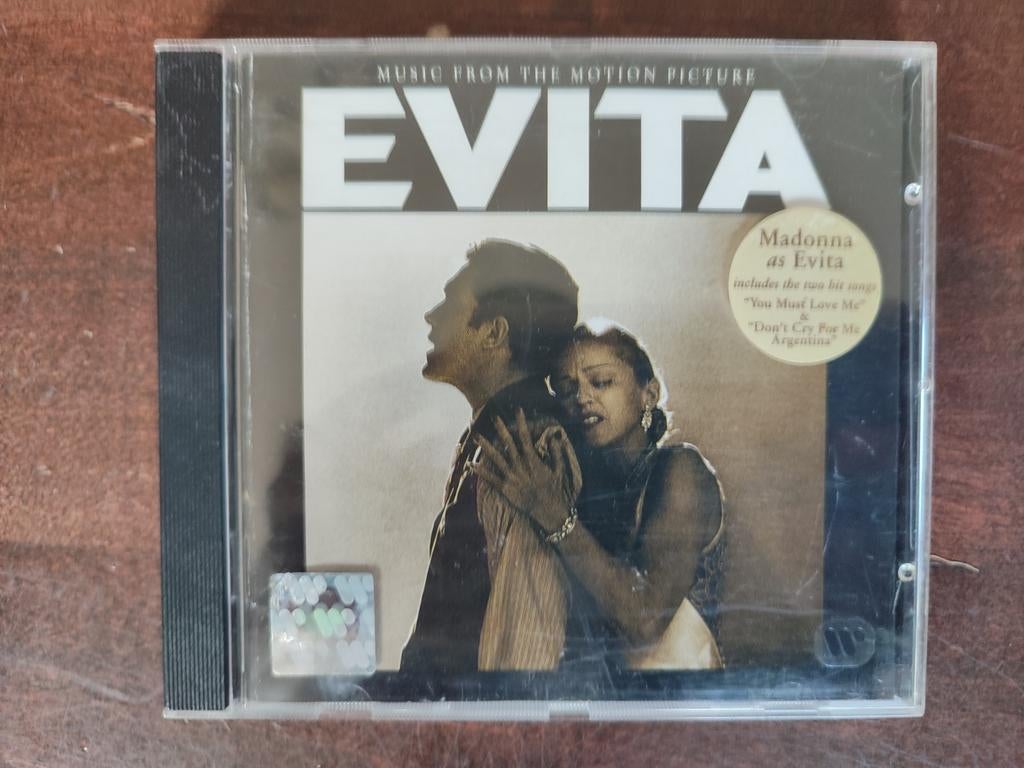 MUSIC FROM THE MOTION PICTURE
EVITA
Madonna
as Evita
includes the two hit songs
"You Must Love Me"
&
"Don't Cry For Me
Argentina"